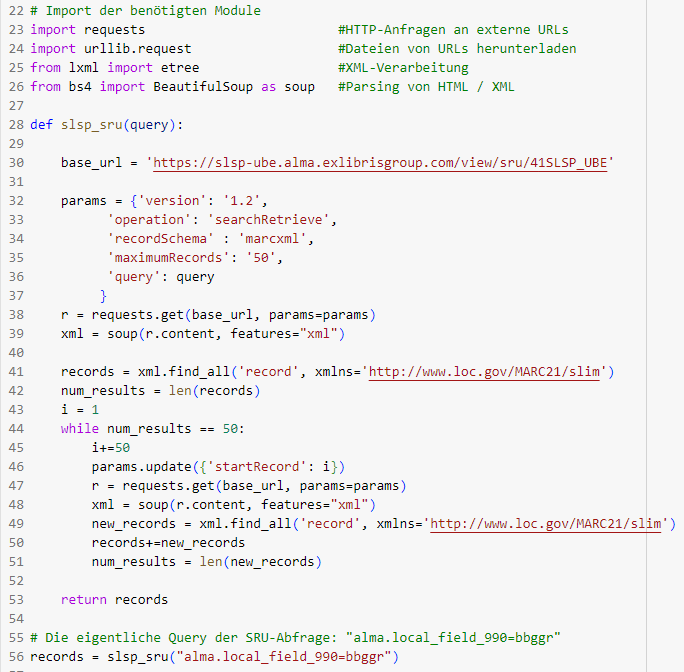 22 # Import der benötigten Module
23 import requests #HTTP-Anfragen an externe URLs
24 import urllib.request #Dateien von URLs herunterladen
25 from lxml import etree #XML-Verarbeitung
26 from bs4 import BeautifulSoup as soup #Parsing von HTML / XML
27
28 def slsp_sru(query):
29
30     base_url = 'https://slsp-ube.alma.exlibrisgroup.com/view/sru/41SLSP_UBE'
31
32     params = {'version': '1.2',
33           'operation': 'searchRetrieve',
34           'recordSchema' : 'marcxml',
35           'maximumRecords': '50',
36           'query': query
37          }
38     r = requests.get(base_url, params=params)
39     xml = soup(r.content, features="xml")
40
41     records = xml.find_all('record', xmlns='http://www.loc.gov/MARC21/slim')
42     num_results = len(records)
43     i = 1
44     while num_results == 50:
45         i+=50
46         params.update({'startRecord': i})
47         r = requests.get(base_url, params=params)
48         xml = soup(r.content, features="xml")
49         new_records = xml.find_all('record', xmlns='http://www.loc.gov/MARC21/slim')
50         records+=new_records
51         num_results = len(new_records)
52
53     return records
54
55 # Die eigentliche Query der SRU-Abfrage: "alma.local_field_990=bbggr"
56 records = slsp_sru("alma.local_field_990=bbggr")